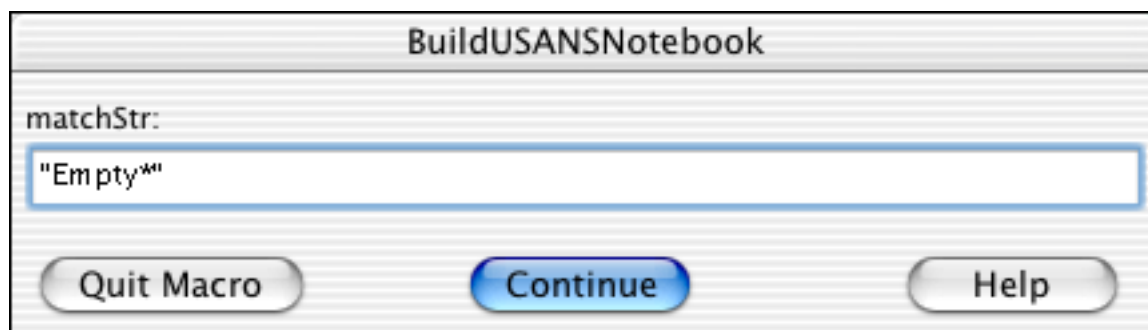 BuildUSANSNotebook
matchStr:
"Empty*"
Quit Macro Continue Help